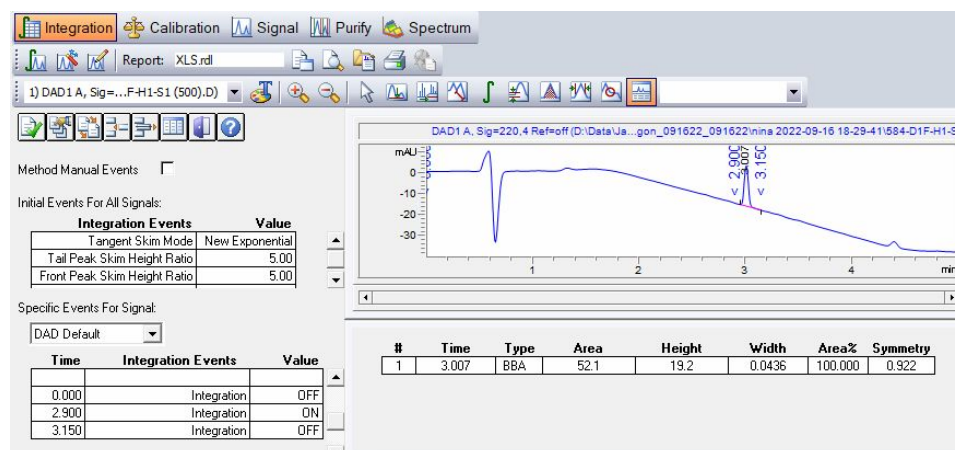 Integration Calibration Signal Purify Spectrum
Report: XLS.rdl
1) DAD1 A, Sig=...F-H1-S1 (500).D)
Method Manual Events
Initial Events For All Signals:
Integration Events Value
Tangent Skim Mode New Exponential
Tail Peak Skim Height Ratio 5.00
Front Peak Skim Height Ratio 5.00
Specific Events For Signal:
DAD Default
Time Integration Events Value
0.000 Integration OFF
2.900 Integration ON
3.150 Integration OFF
DAD1 A, Sig=220,4 Ref=off (D:\Data\Ja...gon_091622_091622\nina 2022-09-16 18-29-41\584-D1F-H1-S
mAU
0
-10
-20
-30
< 2.900
3.007
< 3.150
1 2 3 4 min
# Time Type Area Height Width Area% Symmetry
1 3.007 BBA 52.1 19.2 0.0436 100.000 0.922